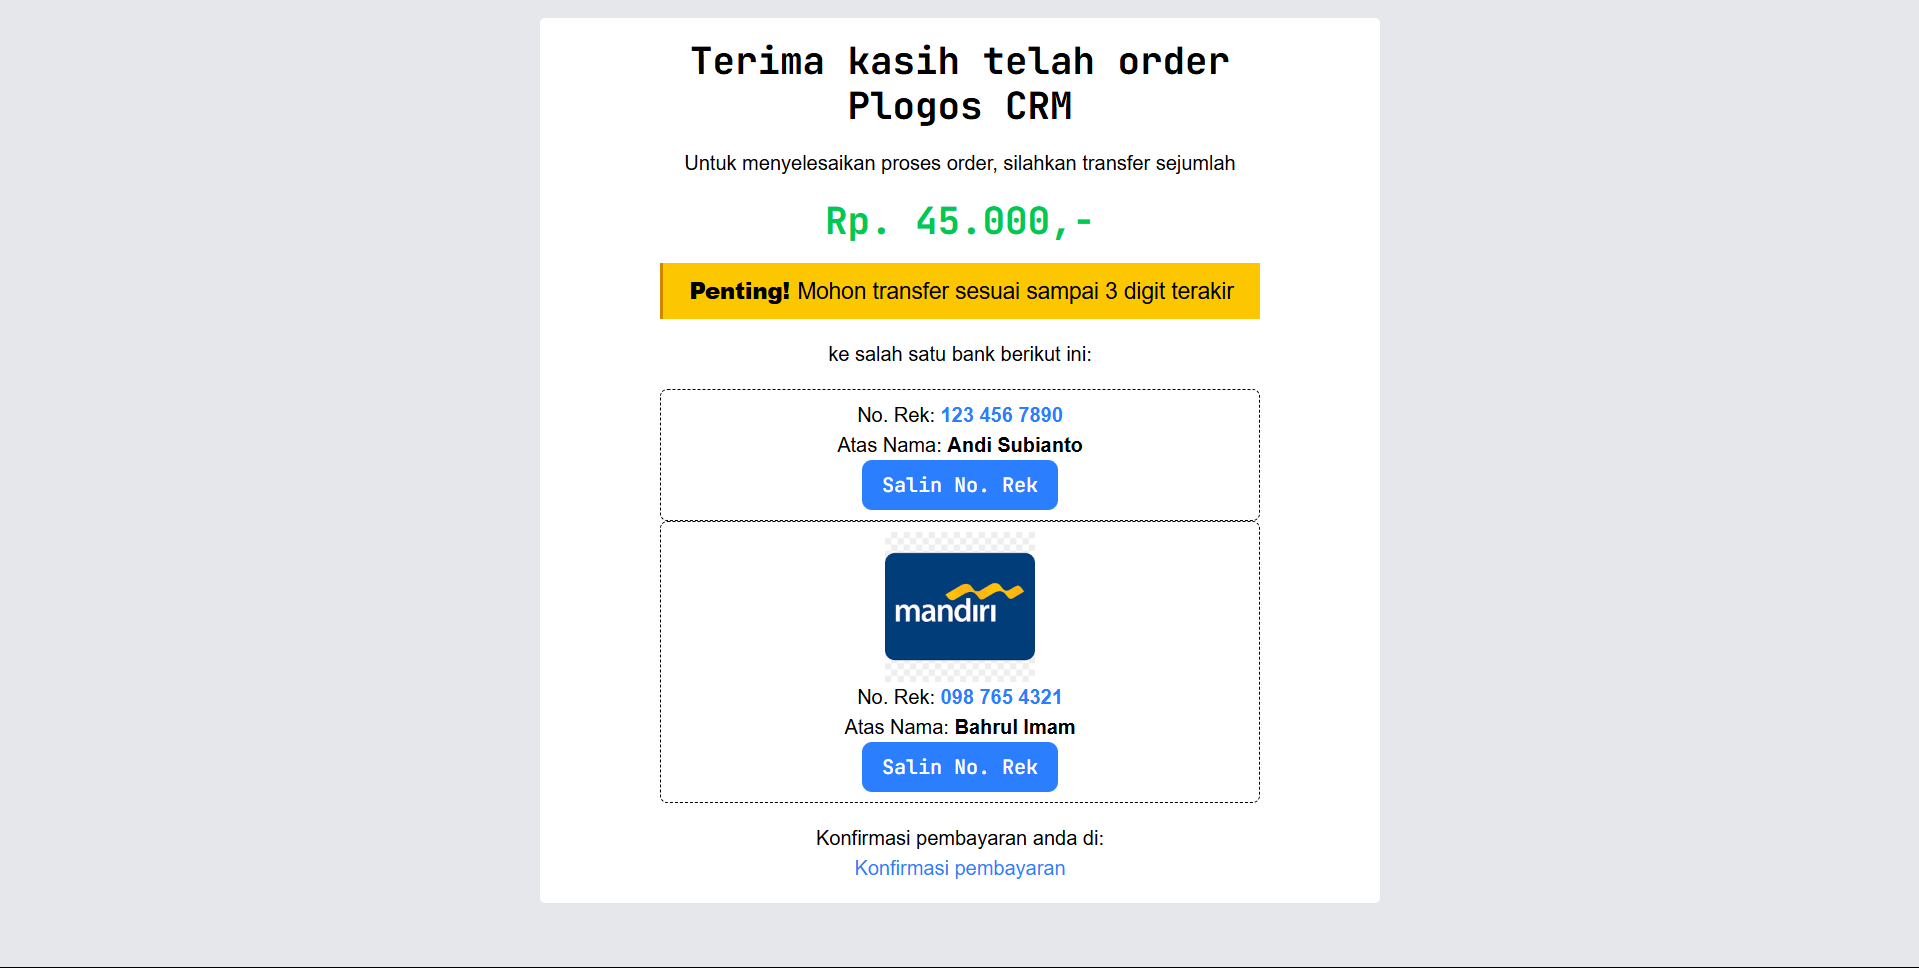 Terima kasih telah order
Plogos CRM
Untuk menyelesaikan proses order, silahkan transfer sejumlah
Rp. 45.000,-
Penting! Mohon transfer sesuai sampai 3 digit terakir
ke salah satu bank berikut ini:
No. Rek: 123 456 7890
Atas Nama: Andi Subianto
Salin No. Rek
mandiri
No. Rek: 098 765 4321
Atas Nama: Bahrul Imam
Salin No. Rek
Konfirmasi pembayaran anda di:
Konfirmasi pembayaran